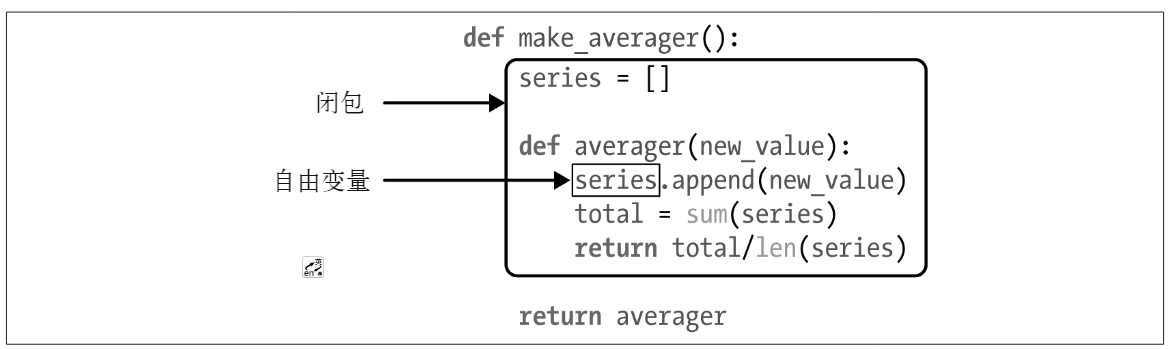 def make_averager():
series = []
闭包
def averager(new_value):
自由变量
series.append(new_value)
total = sum(series)
return total/len(series)
return averager